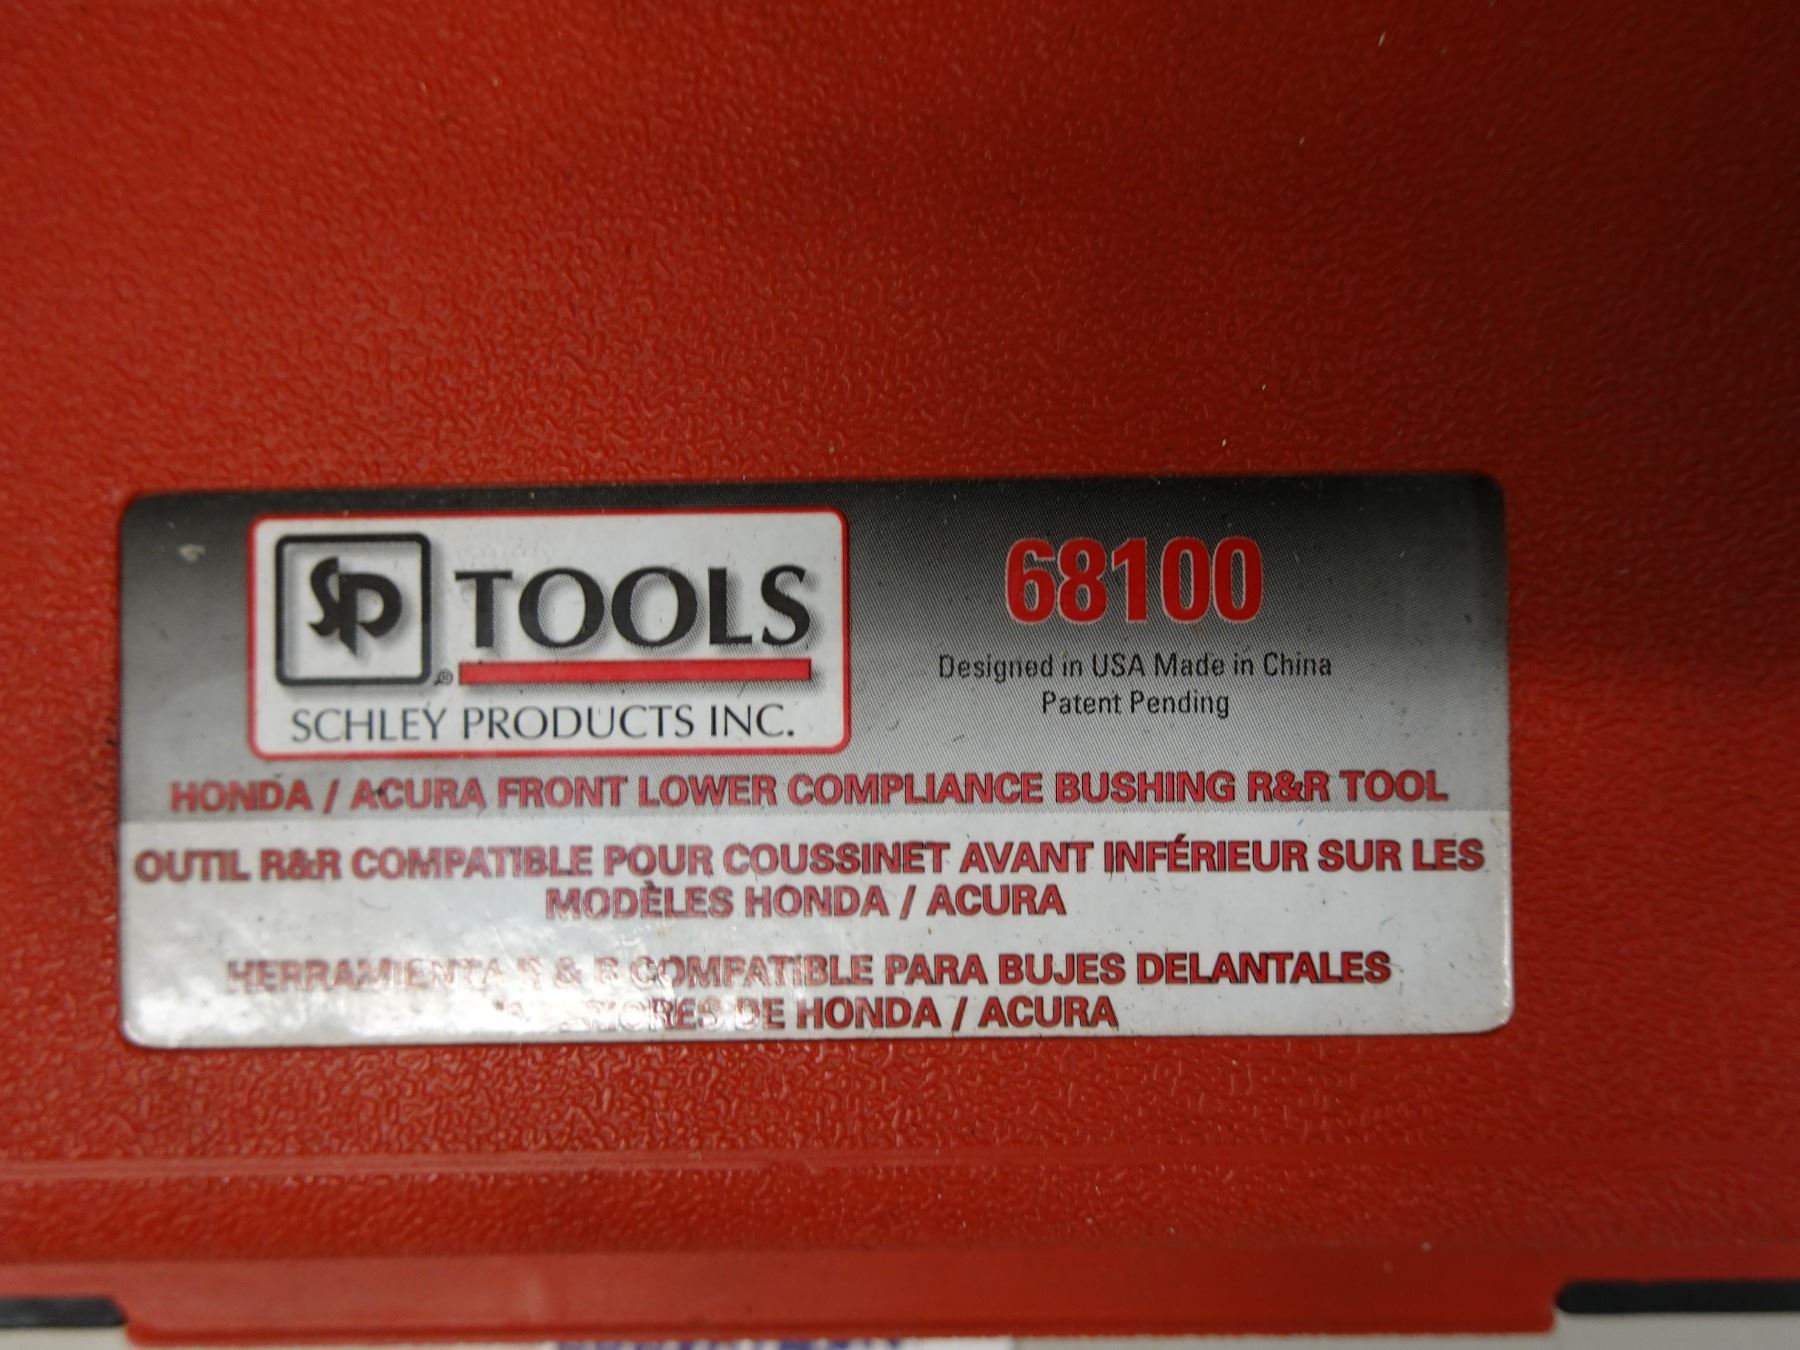 SP TOOLS ®
SCHLEY PRODUCTS INC.
68100
Designed in USA Made in China
Patent Pending
HONDA / ACURA FRONT LOWER COMPLIANCE BUSHING R&R TOOL
OUTIL R&R COMPATIBLE POUR COUSSINET AVANT INFÉRIEUR SUR LES
MODÈLES HONDA / ACURA
HERRAMIENTA R & R COMPATIBLE PARA BUJES DELANTALES
DE HONDA / ACURA